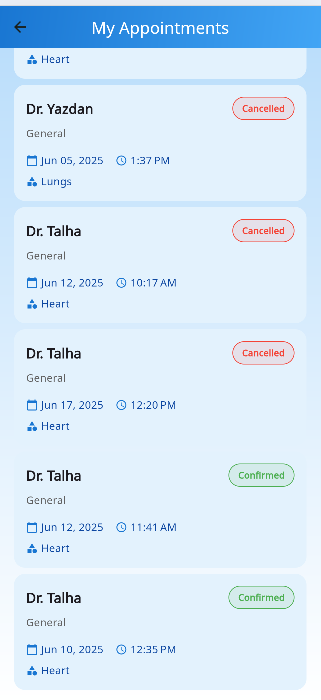 My Appointments
Heart
Dr. Yazdan
Cancelled
General
Jun 05, 2025 1:37 PM
Lungs
Dr. Talha
Cancelled
General
Jun 12, 2025 10:17 AM
Heart
Dr. Talha
Cancelled
General
Jun 17, 2025 12:20 PM
Heart
Dr. Talha
Confirmed
General
Jun 12, 2025 11:41 AM
Heart
Dr. Talha
Confirmed
General
Jun 10, 2025 12:35 PM
Heart